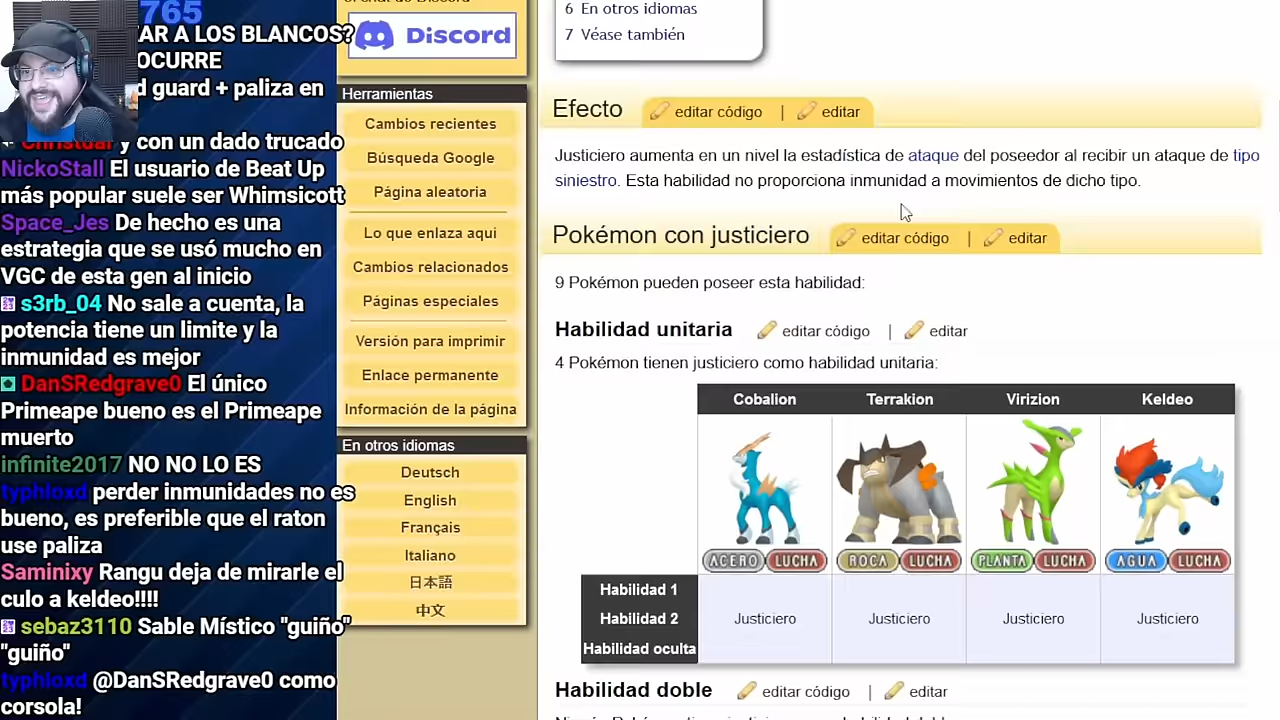 765
AR A LOS BLANCOS?
OCURRE
d guard + paliza en
y con un dado trucado
NickoStall El usuario de Beat Up
más popular suele ser Whimsicott
Space_Jes De hecho es una
estrategia que se usó mucho en
VGC de esta gen al inicio
s3rb_04 No sale a cuenta, la
potencia tiene un limite y la
inmunidad es mejor
DanSRedgrave0 El único
Primeape bueno es el Primeape
muerto
infinite2017 NO NO LO ES
typhloxd perder inmunidades no es
bueno, es preferible que el raton
use paliza
Saminixy Rangu deja de mirarle el
culo a keldeo!!!!
sebaz3110 Sable Místico "guiño"
"guiño"
typhloxd @DanSRedgrave0 como
corsola!
Discord
Herramientas
Cambios recientes
Búsqueda Google
Página aleatoria
Lo que enlaza aquí
Cambios relacionados
Páginas especiales
Versión para imprimir
Enlace permanente
Información de la página
En otros idiomas
Deutsch
English
Français
Italiano
日本語
中文
6 En otros idiomas
7 Véase también
Efecto editar código | editar
Justiciero aumenta en un nivel la estadística de ataque del poseedor al recibir un ataque de tipo
siniestro. Esta habilidad no proporciona inmunidad a movimientos de dicho tipo.
Pokémon con justiciero editar código | editar
9 Pokémon pueden poseer esta habilidad:
Habilidad unitaria editar código | editar
4 Pokémon tienen justiciero como habilidad unitaria:
Cobalion Terrakion Virizion Keldeo
ACERO LUCHA ROCA LUCHA PLANTA LUCHA AGUA LUCHA
Habilidad 1
Habilidad 2 Justiciero Justiciero Justiciero Justiciero
Habilidad oculta
Habilidad doble editar código | editar